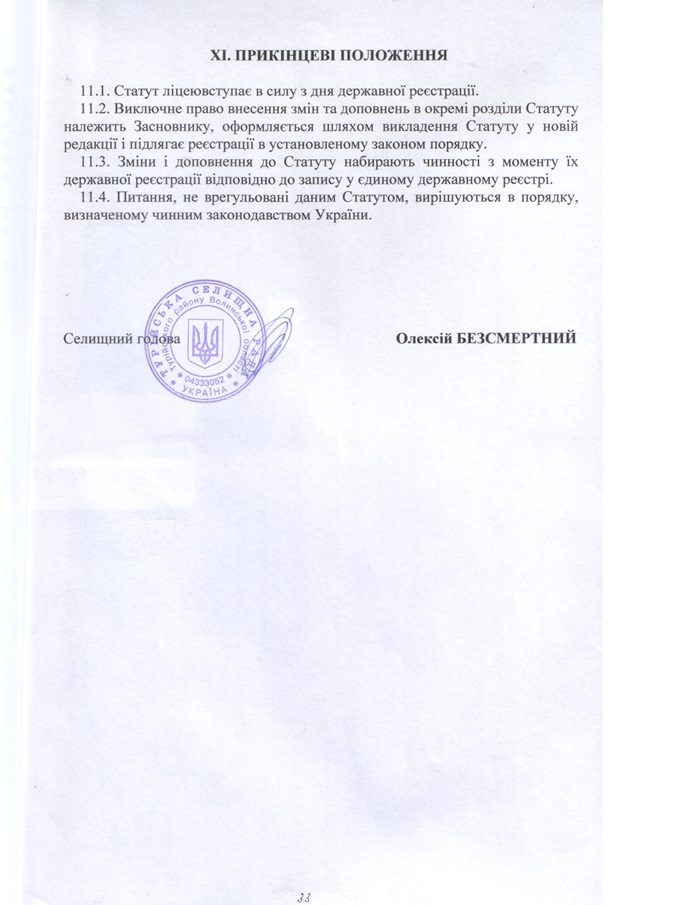 XI. ПРИКІНЦЕВІ ПОЛОЖЕННЯ
11.1. Статут ліцеювступає в силу з дня державної реєстрації.
11.2. Виключне право внесення змін та доповнень в окремі розділи Статуту
належить Засновнику, оформляється шляхом викладення Статуту у новій
редакції і підлягає реєстрації в установленому законом порядку.
11.3. Зміни і доповнення до Статуту набирають чинності з моменту їх
державної реєстрації відповідно до запису у єдиному державному реєстрі.
11.4. Питання, не врегульовані даним Статутом, вирішуються в порядку,
визначеному чинним законодавством України.
Селищний голова
Олексій БЕЗСМЕРТНИЙ
ТУРІЙСЬКА СЕЛИЩНА РАДА
Турійського району Волинської області
* 04333052 *
* УКРАЇНА *
33